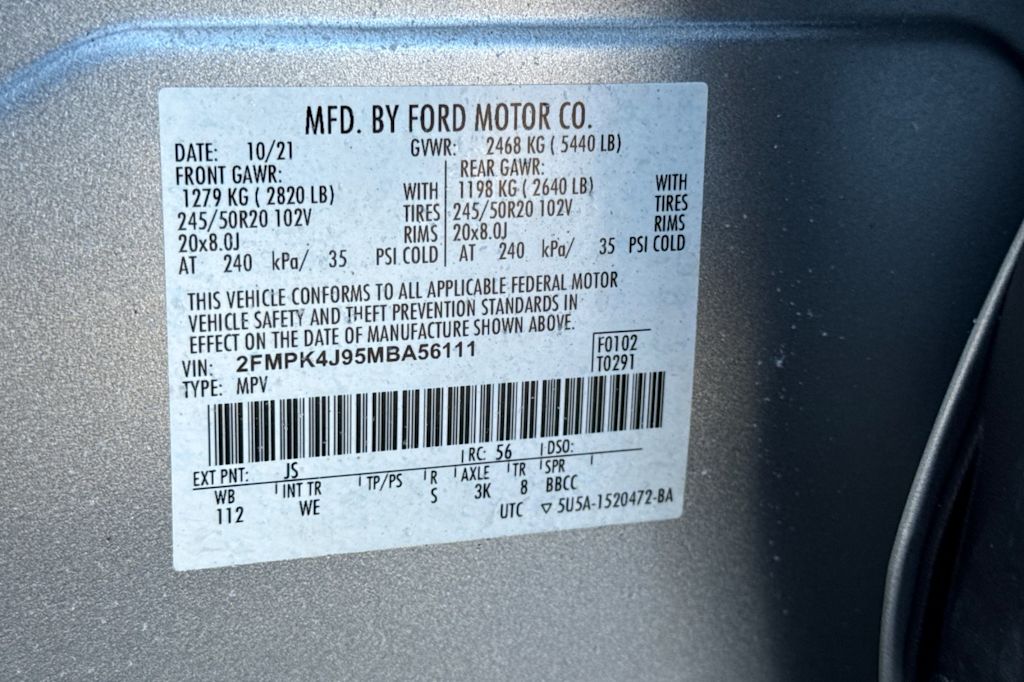 MFD. BY FORD MOTOR CO.
DATE: 10/21 GVWR: 2468 KG ( 5440 LB)
FRONT GAWR: REAR GAWR:
1279 KG ( 2820 LB) WITH 1198 KG ( 2640 LB) WITH
245/50R20 102V TIRES 245/50R20 102V TIRES
20x8.0J RIMS 20x8.0J RIMS
AT 240 kPa/ 35 PSI COLD AT 240 kPa/ 35 PSI COLD
THIS VEHICLE CONFORMS TO ALL APPLICABLE FEDERAL MOTOR
VEHICLE SAFETY AND THEFT PREVENTION STANDARDS IN
EFFECT ON THE DATE OF MANUFACTURE SHOWN ABOVE.
VIN: 2FMPK4J95MBA56111 F0102
TYPE: MPV T0291
EXT PNT: JS RC: 56 DSO:
WB INT TR TP/PS R AXLE TR SPR
112 WE S 3K 8 BBCC
UTC ▽ 5U5A-1520472-BA